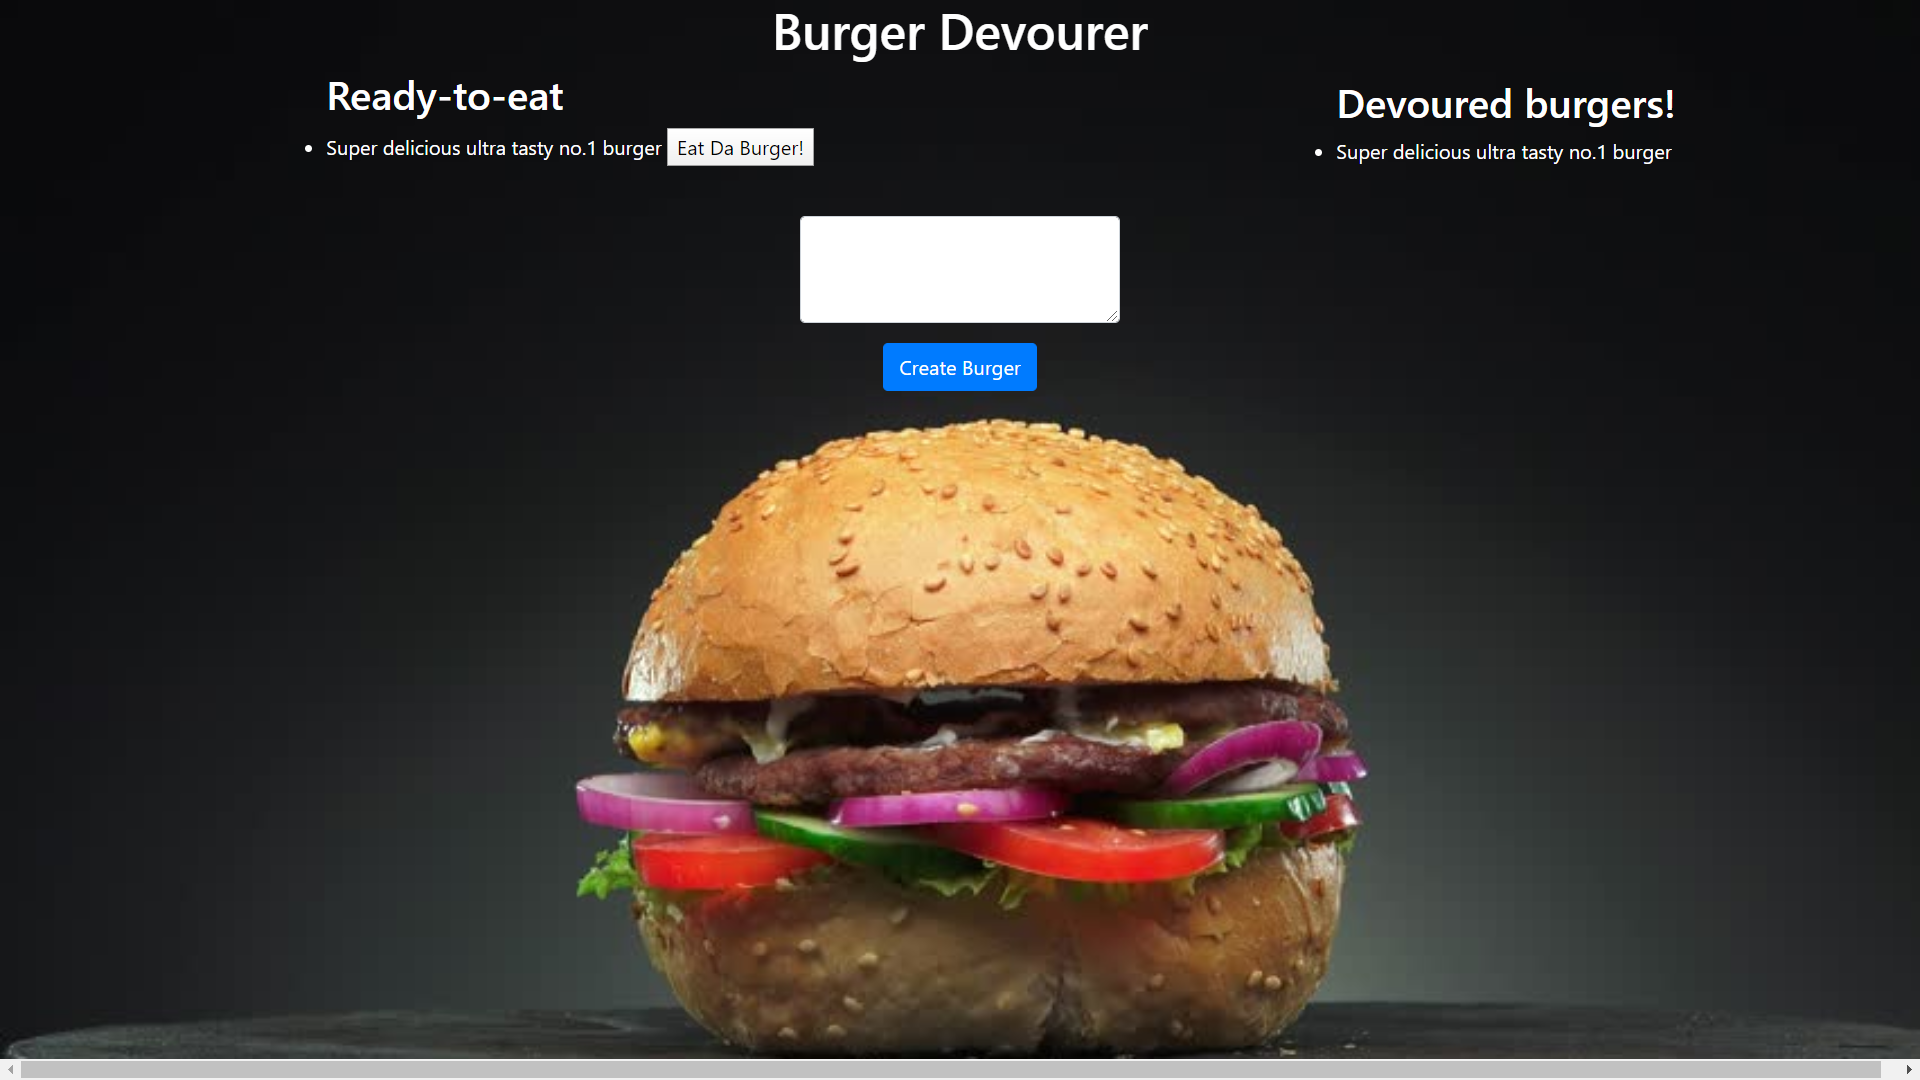 Burger Devourer
Ready-to-eat
Super delicious ultra tasty no.1 burger Eat Da Burger!
Devoured burgers!
Super delicious ultra tasty no.1 burger
Create Burger